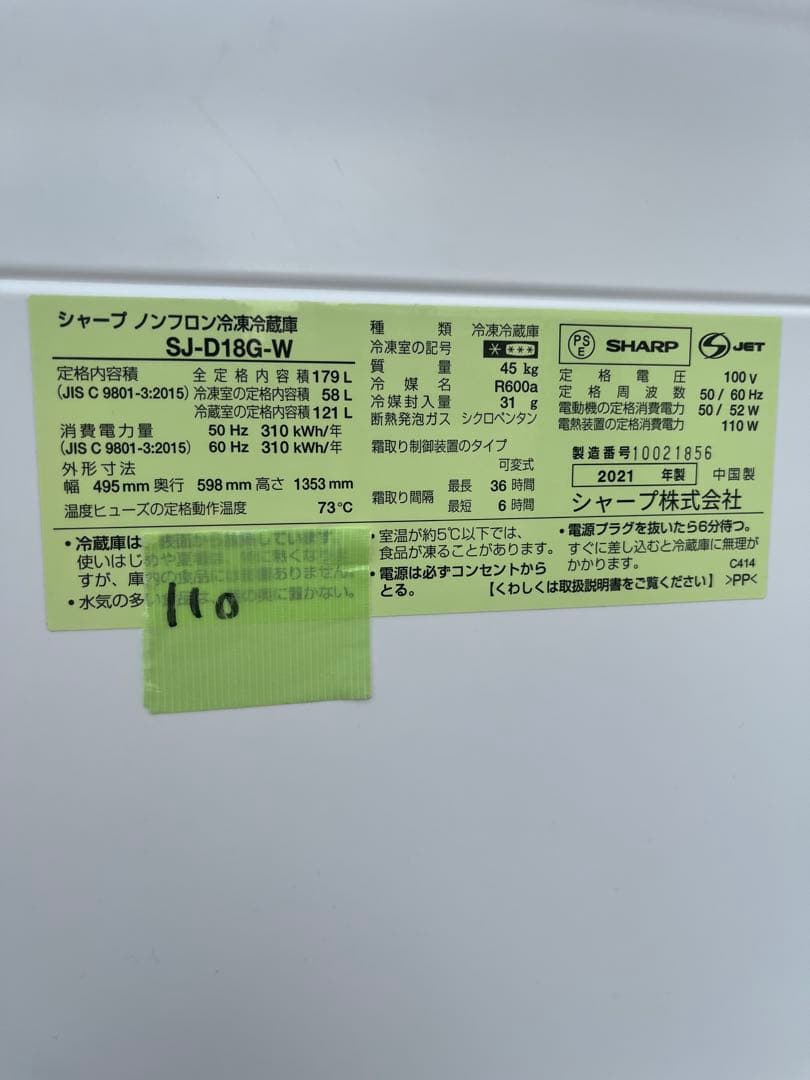 シャープ ノンフロン冷凍冷蔵庫
SJ-D18G-W
定格内容積 全定格内容積 179 L
(JIS C 9801-3:2015) 冷凍室の定格内容積 58 L
冷蔵室の定格内容積 121 L
消費電力量 50 Hz 310 kWh/年
(JIS C 9801-3:2015) 60 Hz 310 kWh/年
外形寸法
幅 495 mm 奥行 598 mm 高さ 1353 mm
温度ヒューズの定格動作温度 73℃
種類 冷凍冷蔵庫
冷凍室の記号
質量 45 kg
冷媒名 R600a
冷媒封入量 31 g
断熱発泡ガス シクロペンタン
霜取り制御装置のタイプ
可変式
霜取り間隔 最長 36 時間
最短 6 時間
PSE SHARP S JET
定格電圧 100 V
定格周波数 50 / 60 Hz
電動機の定格消費電力 50 / 52 W
電熱装置の定格消費電力 110 W
製造番号 10021856
2021 年製 中国製
シャープ株式会社
・冷蔵庫は
使いはじ
すが、庫
・水気の多い に置かない。
・室温が約5℃以下では、
食品が凍ることがあります。
・電源は必ずコンセントから
とる。
・電源プラグを抜いたら6分待つ。
すぐに差し込むと冷蔵庫に無理が
かかります。
C414
【くわしくは取扱説明書をご覧ください】 >PP<
110